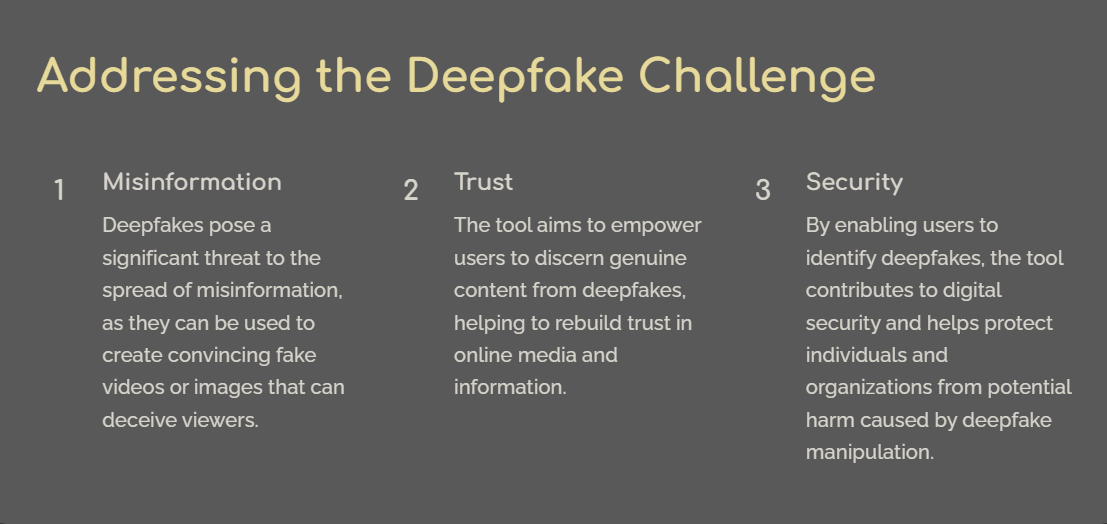 Addressing the Deepfake Challenge
1
Misinformation
Deepfakes pose a
significant threat to the
spread of misinformation,
as they can be used to
create convincing fake
videos or images that can
deceive viewers.
2
Trust
The tool aims to empower
users to discern genuine
content from deepfakes,
helping to rebuild trust in
online media and
information.
3
Security
By enabling users to
identify deepfakes, the tool
contributes to digital
security and helps protect
individuals and
organizations from potential
harm caused by deepfake
manipulation.